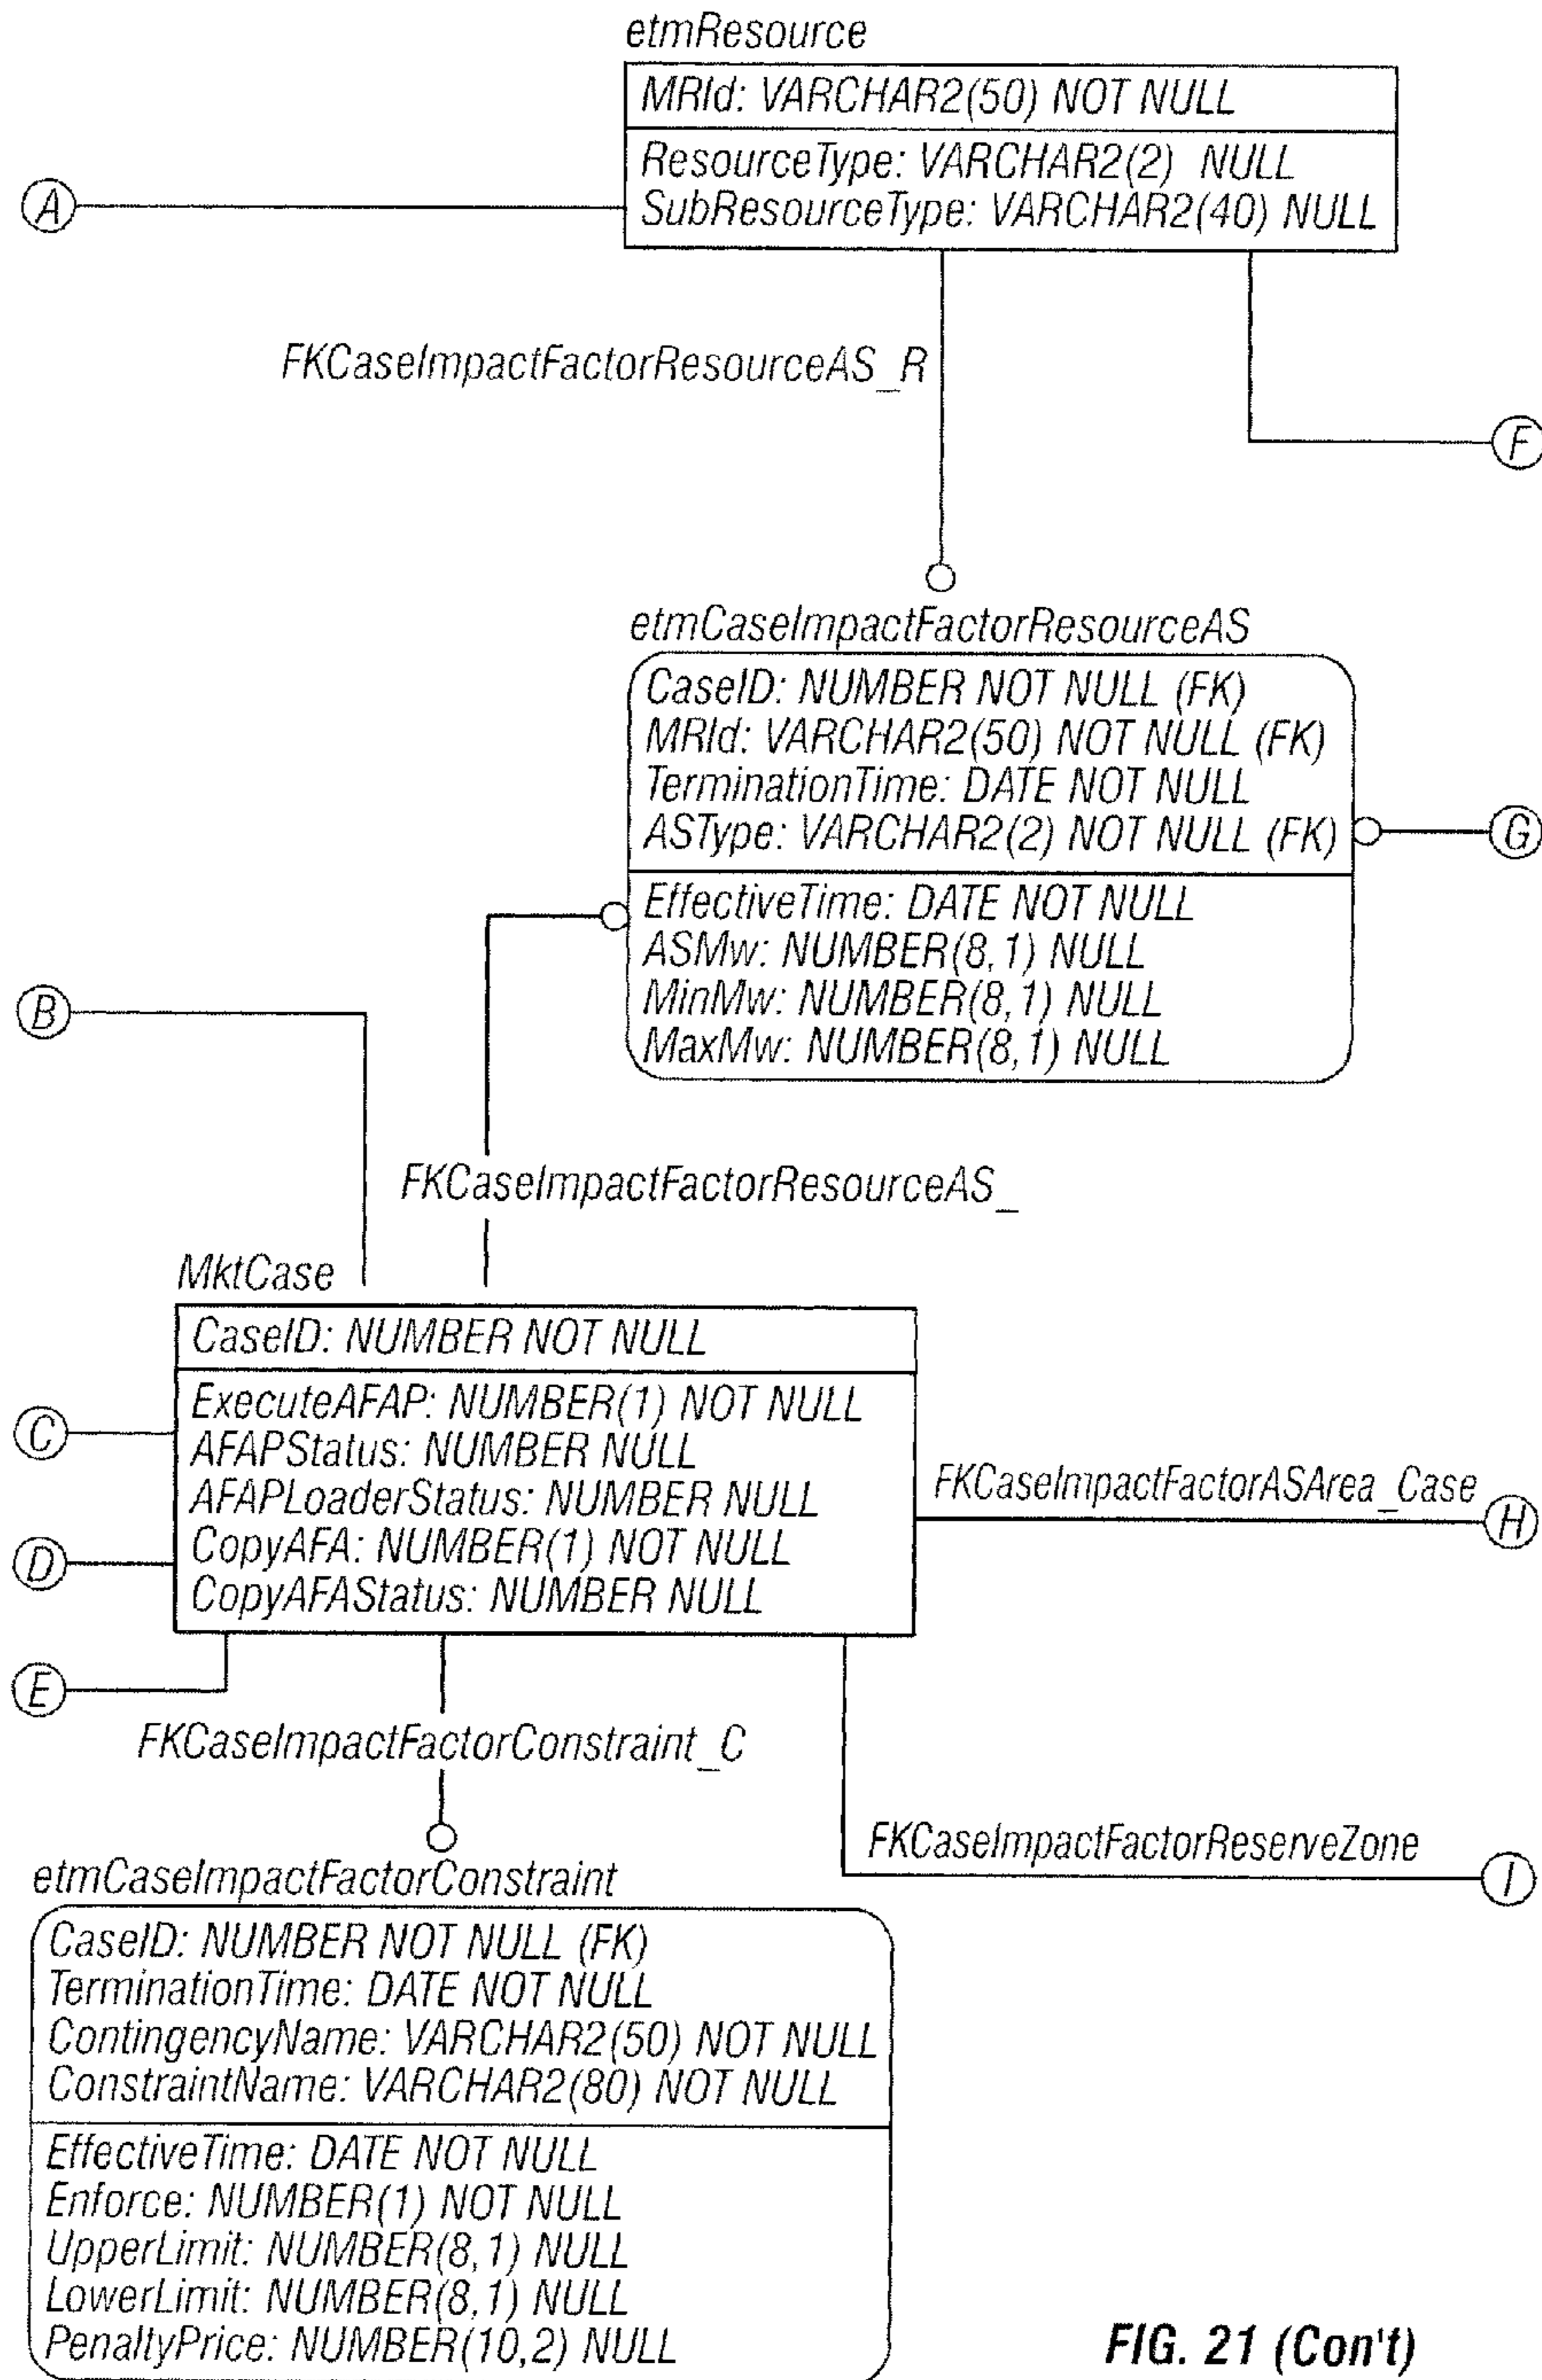 etmResource
MRId: VARCHAR2(50) NOT NULL
ResourceType: VARCHAR2(2) NULL
SubResourceType: VARCHAR2(40) NULL
A
FKCaseImpactFactorResourceAS_R
F
etmCaseImpactFactorResourceAS
CaseID: NUMBER NOT NULL (FK)
MRId: VARCHAR2(50) NOT NULL (FK)
TerminationTime: DATE NOT NULL
ASType: VARCHAR2(2) NOT NULL (FK)
G
EffectiveTime: DATE NOT NULL
ASMw: NUMBER(8,1) NULL
MinMw: NUMBER(8,1) NULL
MaxMw: NUMBER(8,1) NULL
B
FKCaseImpactFactorResourceAS_
MktCase
CaseID: NUMBER NOT NULL
ExecuteAFAP: NUMBER(1) NOT NULL
C
AFAPStatus: NUMBER NULL
AFAPLoaderStatus: NUMBER NULL
FKCaseImpactFactorASArea_Case
H
CopyAFA: NUMBER(1) NOT NULL
D
CopyAFAStatus: NUMBER NULL
E
FKCaseImpactFactorConstraint_C
FKCaseImpactFactorReserveZone
I
etmCaseImpactFactorConstraint
CaseID: NUMBER NOT NULL (FK)
TerminationTime: DATE NOT NULL
ContingencyName: VARCHAR2(50) NOT NULL
ConstraintName: VARCHAR2(80) NOT NULL
EffectiveTime: DATE NOT NULL
Enforce: NUMBER(1) NOT NULL
UpperLimit: NUMBER(8,1) NULL
LowerLimit: NUMBER(8,1) NULL
PenaltyPrice: NUMBER(10,2) NULL
FIG. 21 (Con't)